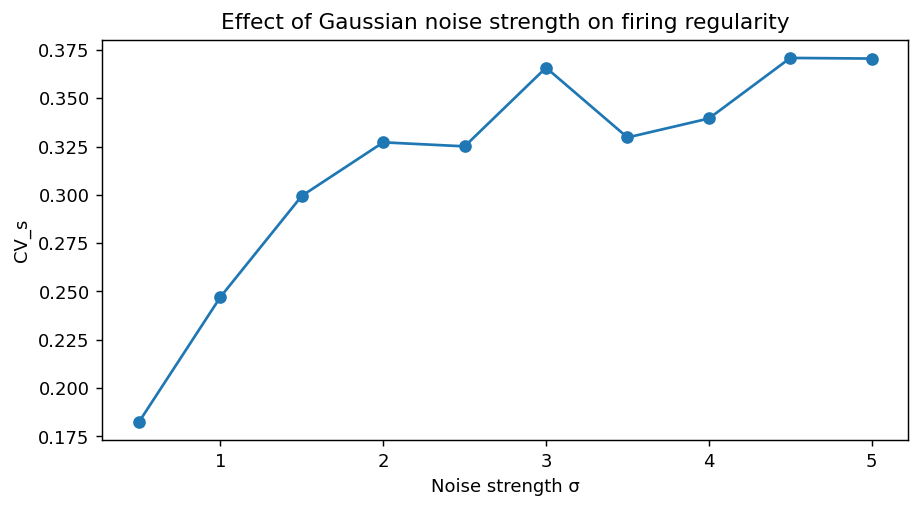 Effect of Gaussian noise strength on firing regularity
CV_s
0.375
0.350
0.325
0.300
0.275
0.250
0.225
0.200
0.175
1 2 3 4 5
Noise strength σ